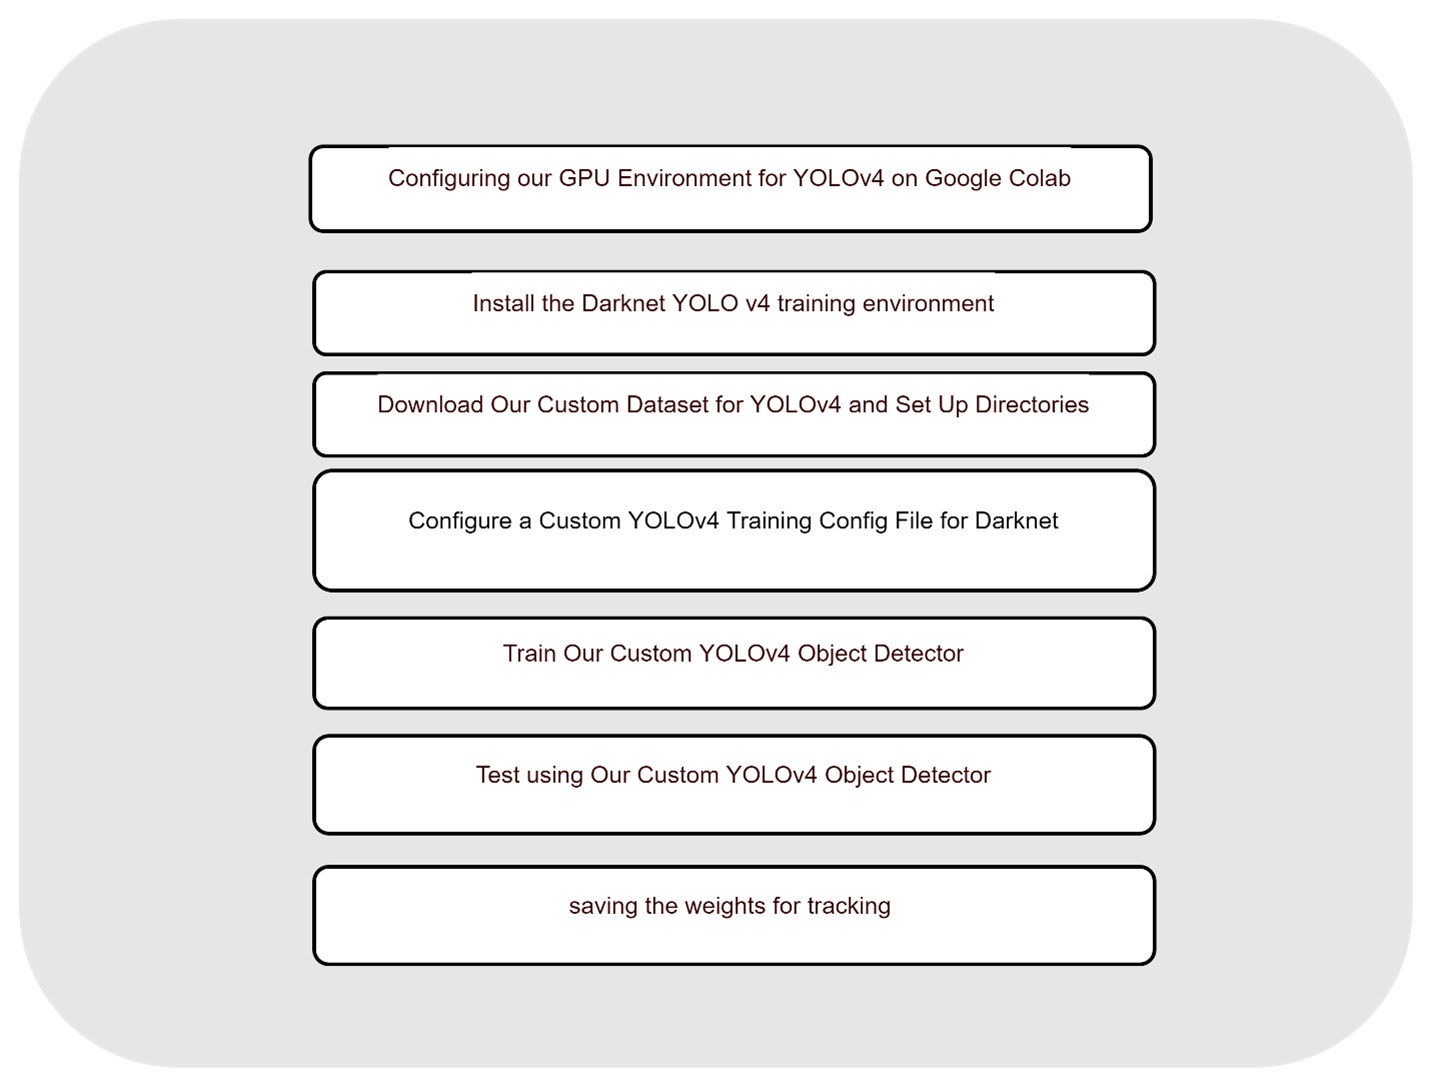 Configuring our GPU Environment for YOLOv4 on Google Colab
Install the Darknet YOLO v4 training environment
Download Our Custom Dataset for YOLOv4 and Set Up Directories
Configure a Custom YOLOv4 Training Config File for Darknet
Train Our Custom YOLOv4 Object Detector
Test using Our Custom YOLOv4 Object Detector
saving the weights for tracking